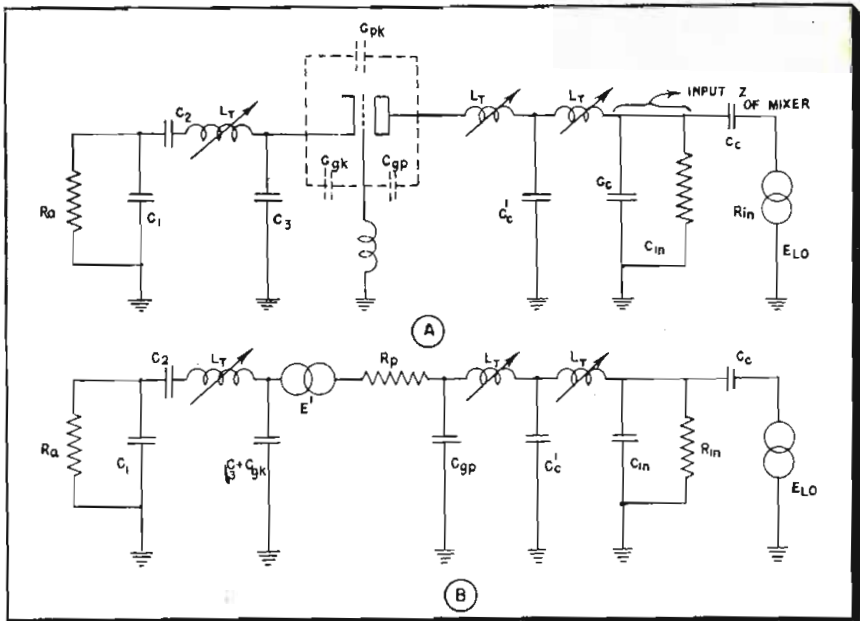 Cpk
C2
LT
LT
LT
INPUT Z
OF MIXER
Cc
Cgk
Cgp
Ra
C1
C3
C'c
Cc
Cin
Rin
ELO
A
C2
LT
E'
Rp
LT
LT
Cc
Ra
C1
C3+Cgk
Cgp
C'c
Cin
Rin
ELO
B